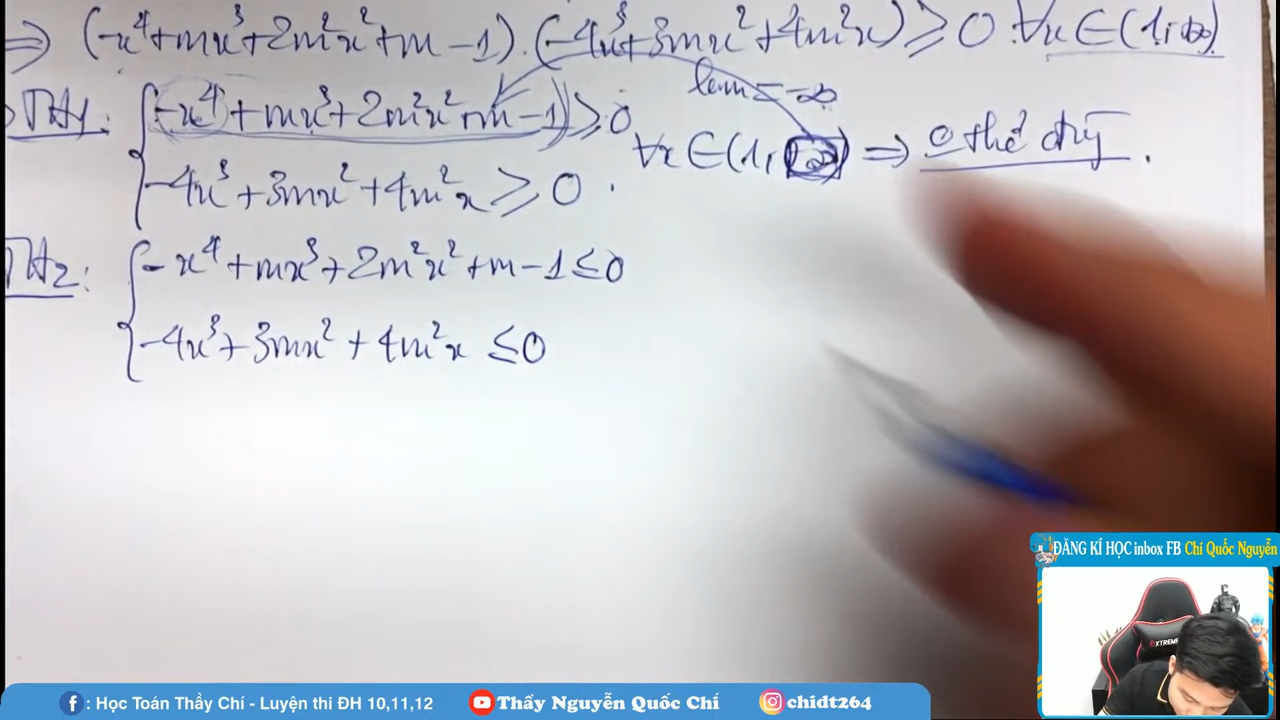 ⇒ (-x⁴+mx³+2m²x²+m-1).(-4x³+3mx²+4m²x) ≥ 0 ∀x∈(1;+∞)
TH1: { -x⁴+mx³+2m²x²+m-1) ≥ 0
lim = -∞
∀x∈(1;+∞) ⇒ 0 thể
-4x³+3mx²+4m²x ≥ 0.
TH2: { -x⁴+mx³+2m²x²+m-1 ≤ 0
-4x³+3mx²+4m²x ≤ 0
ĐĂNG KÍ HỌC inbox FB Chí Quốc Nguyễn
EXTREME
: Học Toán Thầy Chí - Luyện thi ĐH 10,11,12
Thầy Nguyễn Quốc Chí
chidt264